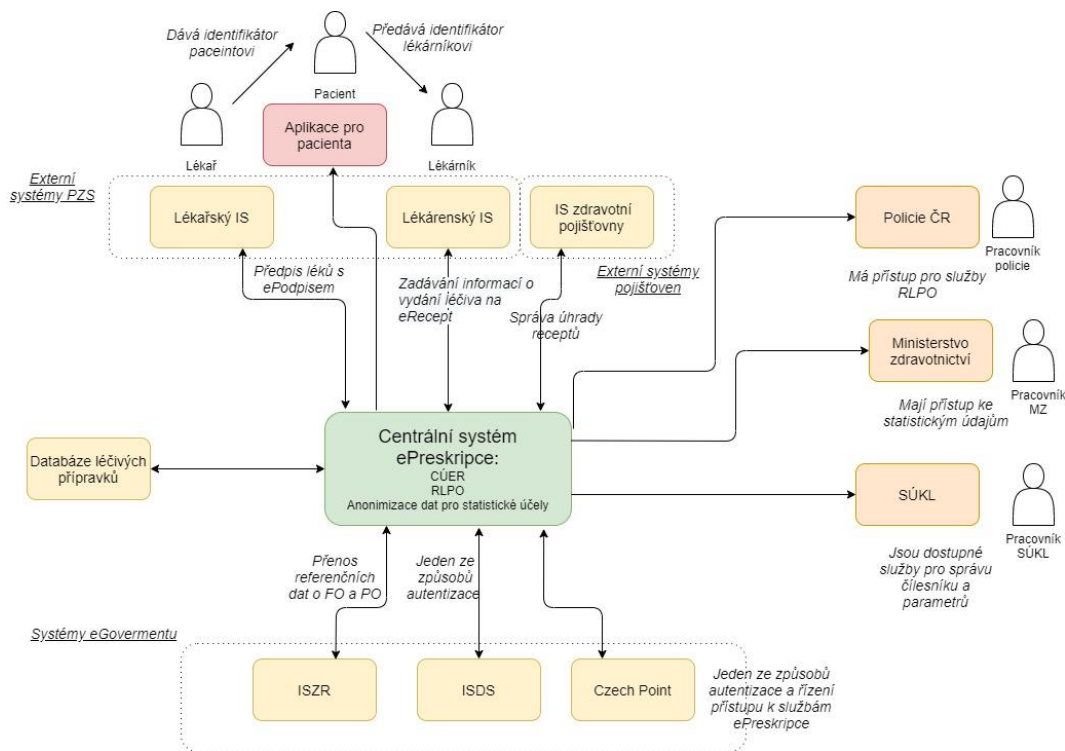 Dává identifikátor
paceintovi
Předává identifikátor
lékárníkovi
Pacient
Lékař
Aplikace pro
pacienta
Lékárník
Externí
systémy PZS
Lékařský IS
Lékárenský IS
IS zdravotní
pojišťovny
Externí systémy
pojišťoven
Předpis léků s
ePodpisem
Zadávání informací o
vydání léčiva na
eRecept
Správa úhrady
receptů
Policie ČR
Pracovník
policie
Má přístup pro služby
RLPO
Ministerstvo
zdravotnictví
Pracovník
MZ
Mají přístup ke
statistickým údajům
Centrální systém
ePreskripce:
CÚER
RLPO
Anonimizace dat pro statistické účely
Databáze léčivých
přípravků
SÚKL
Pracovník
SÚKL
Jsou dostupné
služby pro správu
čílesníku a
parametrů
Přenos
referenčních
dat o FO a PO
Jeden ze
způsobů
autentizace
Systémy eGovermentu
ISZR
ISDS
Czech Point
Jeden ze způsobů
autentizace a řízení
přístupu k službám
ePreskripce